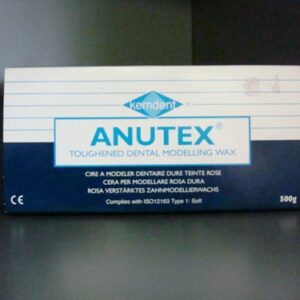 kemdent
ANUTEX®
TOUGHENED DENTAL MODELLING WAX
CIRE A MODELER DENTAIRE DURE TEINTE ROSE
CERA PER MODELLARE ROSA DURA
ROSA VERSTÄRKTES ZAHNMODELLIERWACHS
CE Complies with ISO12163 Type 1: Soft 500g